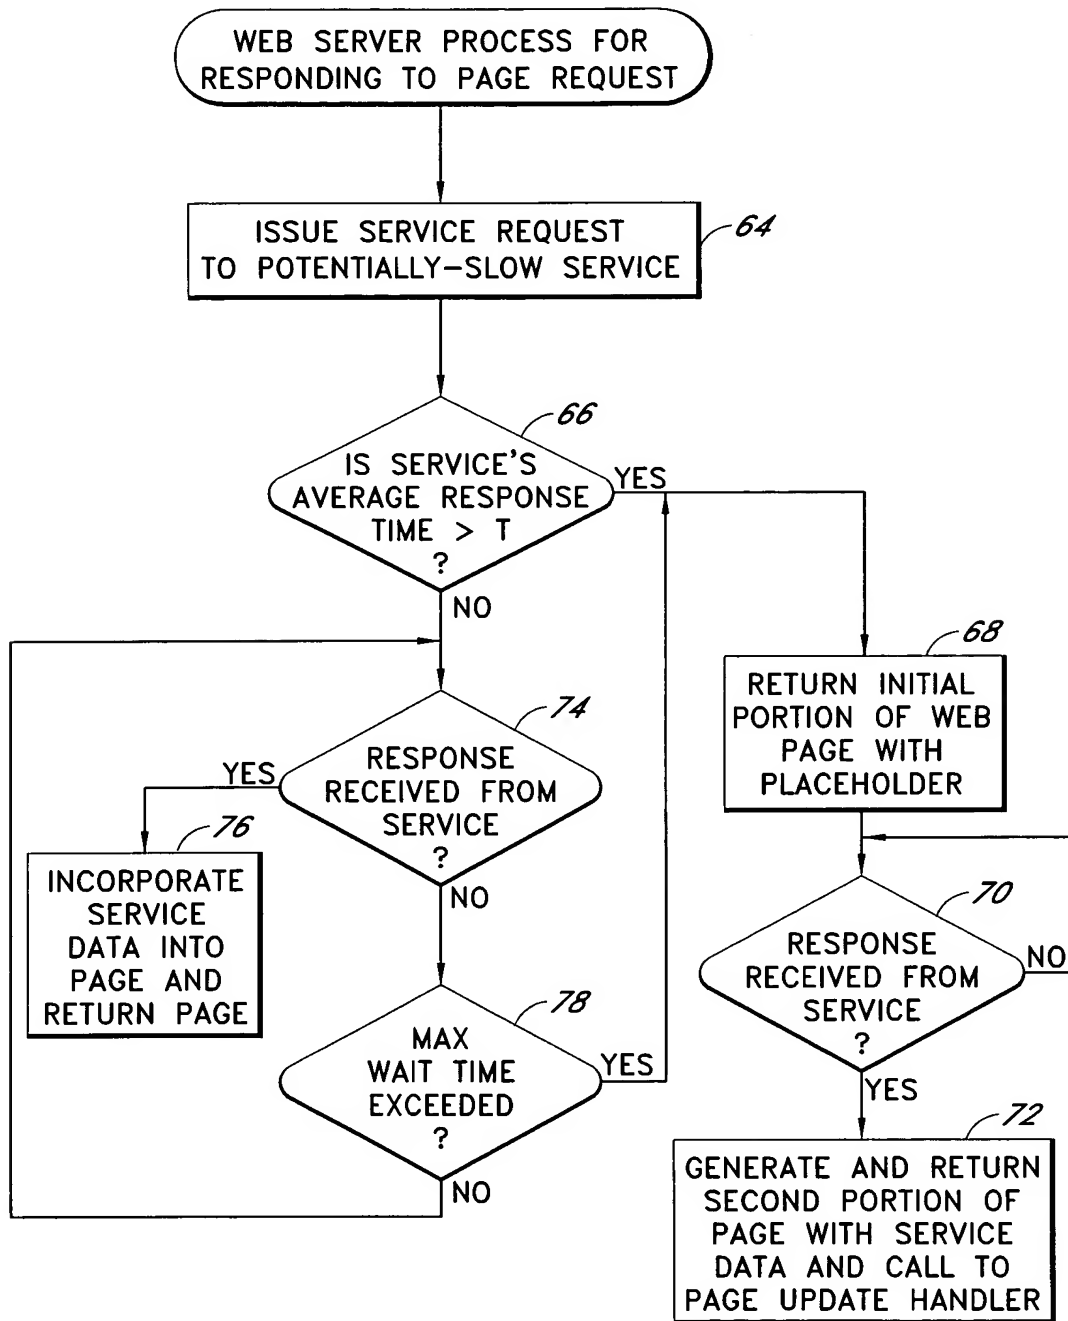 WEB SERVER PROCESS FOR
RESPONDING TO PAGE REQUEST
64
ISSUE SERVICE REQUEST
TO POTENTIALLY-SLOW SERVICE
66
IS SERVICE'S
AVERAGE RESPONSE
TIME > T
?
YES
NO
68
RETURN INITIAL
PORTION OF WEB
PAGE WITH
PLACEHOLDER
74
RESPONSE
RECEIVED FROM
SERVICE
?
YES
NO
76
INCORPORATE
SERVICE
DATA INTO
PAGE AND
RETURN PAGE
70
RESPONSE
RECEIVED FROM
SERVICE
?
NO
YES
78
MAX
WAIT TIME
EXCEEDED
?
YES
NO
72
GENERATE AND RETURN
SECOND PORTION OF
PAGE WITH SERVICE
DATA AND CALL TO
PAGE UPDATE HANDLER